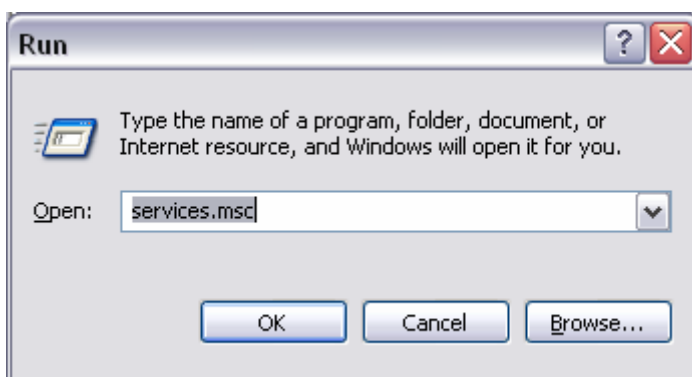 Run
Type the name of a program, folder, document, or
Internet resource, and Windows will open it for you.
Open: services.msc
OK Cancel Browse...